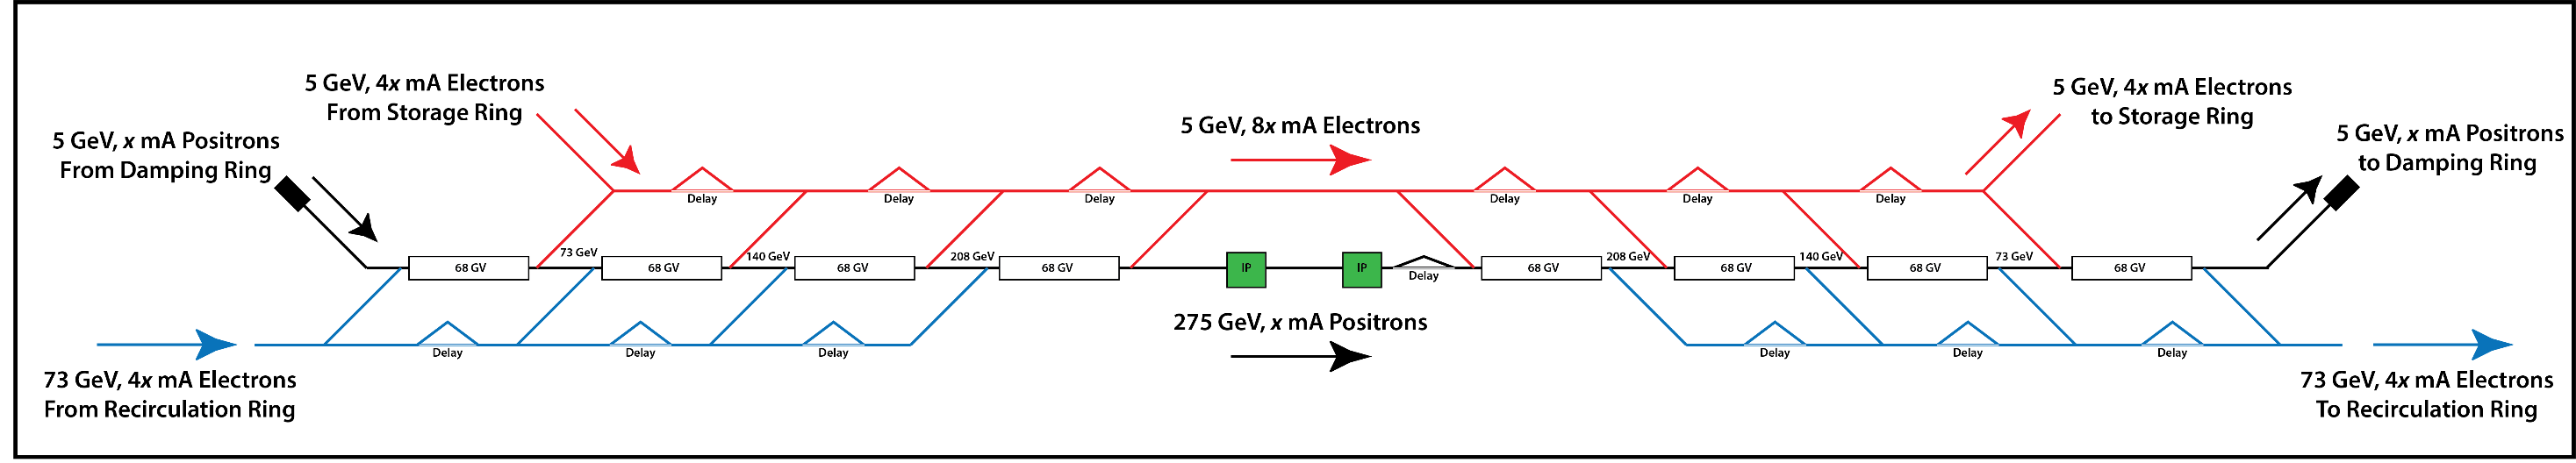 5 GeV, 4x mA Electrons
From Storage Ring
5 GeV, x mA Positrons
From Damping Ring
5 GeV, 8x mA Electrons
5 GeV, 4x mA Electrons
to Storage Ring
5 GeV, x mA Positrons
to Damping Ring
Delay
Delay
Delay
Delay
Delay
Delay
68 GV
73 GeV
68 GV
140 GeV
68 GV
208 GeV
68 GV
IP
IP
Delay
68 GV
208 GeV
68 GV
140 GeV
68 GV
73 GeV
68 GV
275 GeV, x mA Positrons
Delay
Delay
Delay
Delay
Delay
Delay
73 GeV, 4x mA Electrons
From Recirculation Ring
73 GeV, 4x mA Electrons
To Recirculation Ring